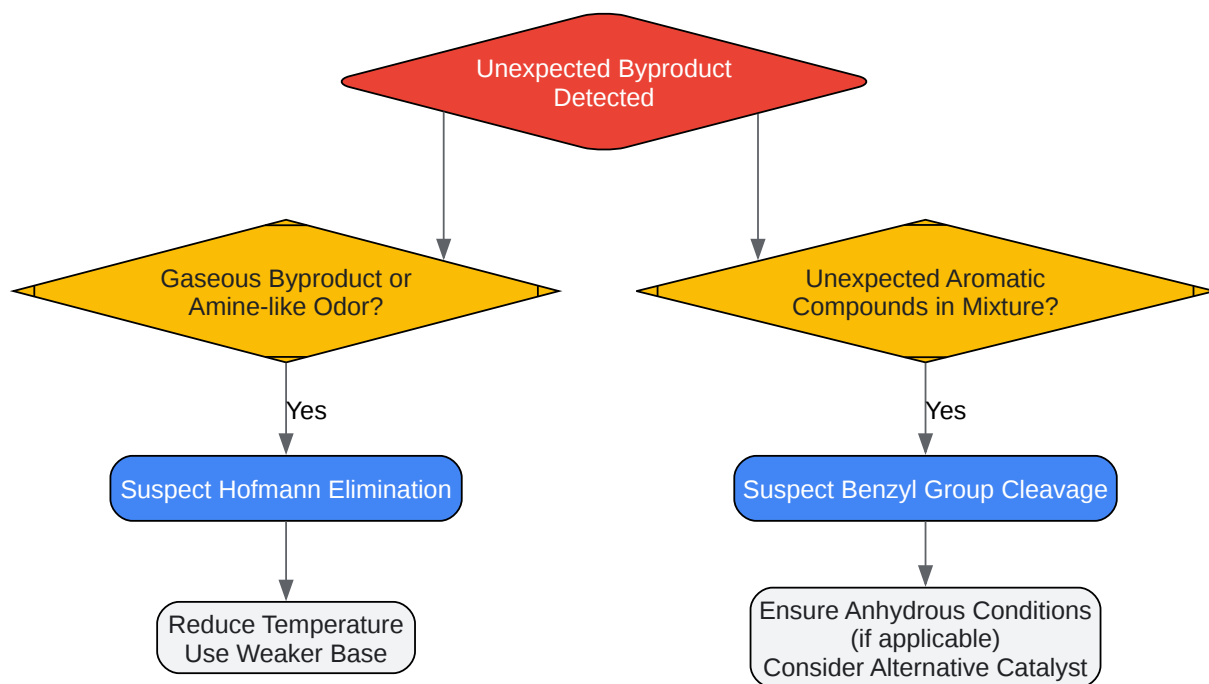 Unexpected Byproduct
Detected
Gaseous Byproduct or
Amine-like Odor?
Unexpected Aromatic
Compounds in Mixture?
Yes
Yes
Suspect Hofmann Elimination
Suspect Benzyl Group Cleavage
Reduce Temperature
Use Weaker Base
Ensure Anhydrous Conditions
(if applicable)
Consider Alternative Catalyst